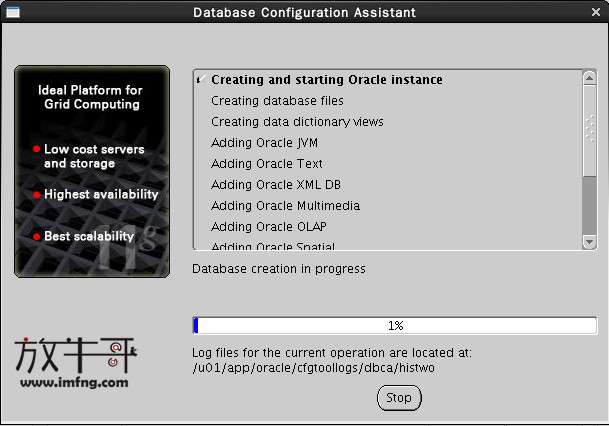 Database Configuration Assistant
Ideal Platform for
Grid Computing
Low cost servers
and storage
Highest availability
Best scalability
11g
Creating and starting Oracle instance
Creating database files
Creating data dictionary views
Adding Oracle JVM
Adding Oracle Text
Adding Oracle XML DB
Adding Oracle Multimedia
Adding Oracle OLAP
Adding Oracle Spatial
Database creation in progress
1%
Log files for the current operation are located at:
/u01/app/oracle/cfgtoollogs/dbca/histwo
Stop
放牛哥
www.imfng.com